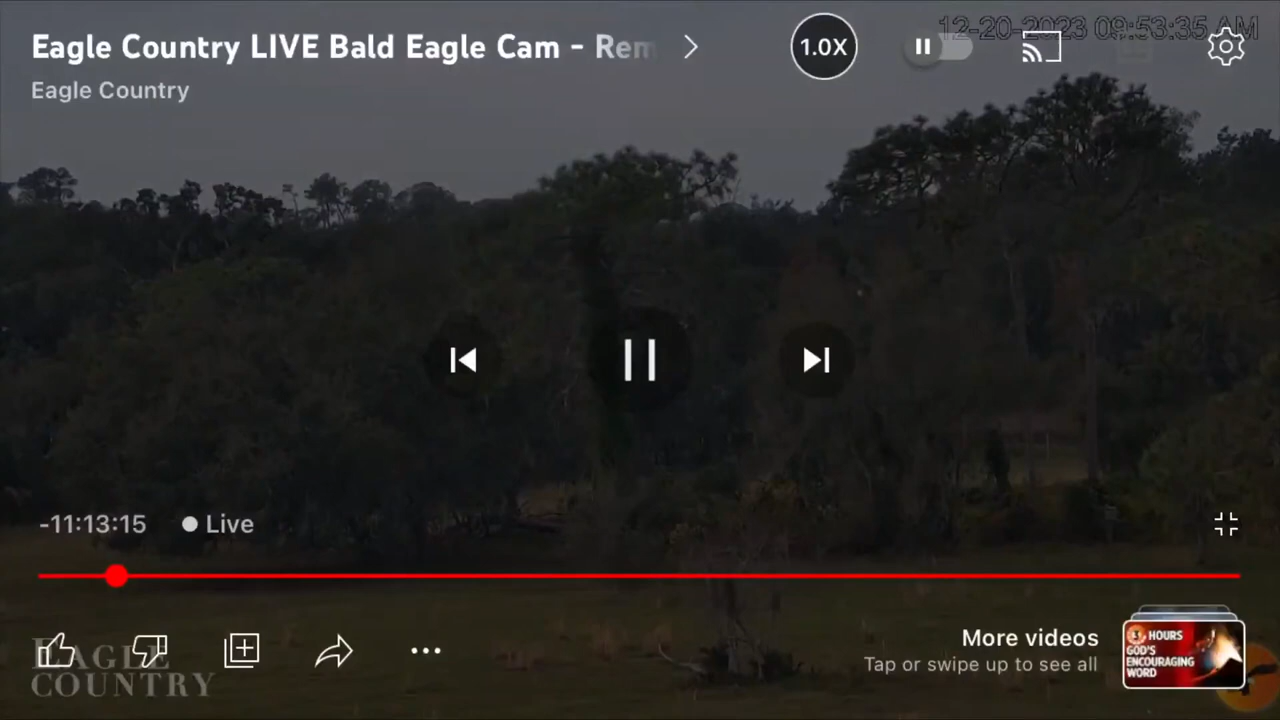 12-20-2023 09:53:35 AM
Eagle Country LIVE Bald Eagle Cam - Rem
1.0X
Eagle Country
-11:13:15 Live
More videos
Tap or swipe up to see all
3 HOURS
GOD'S
ENCOURAGING
WORD
EAGLE
COUNTRY